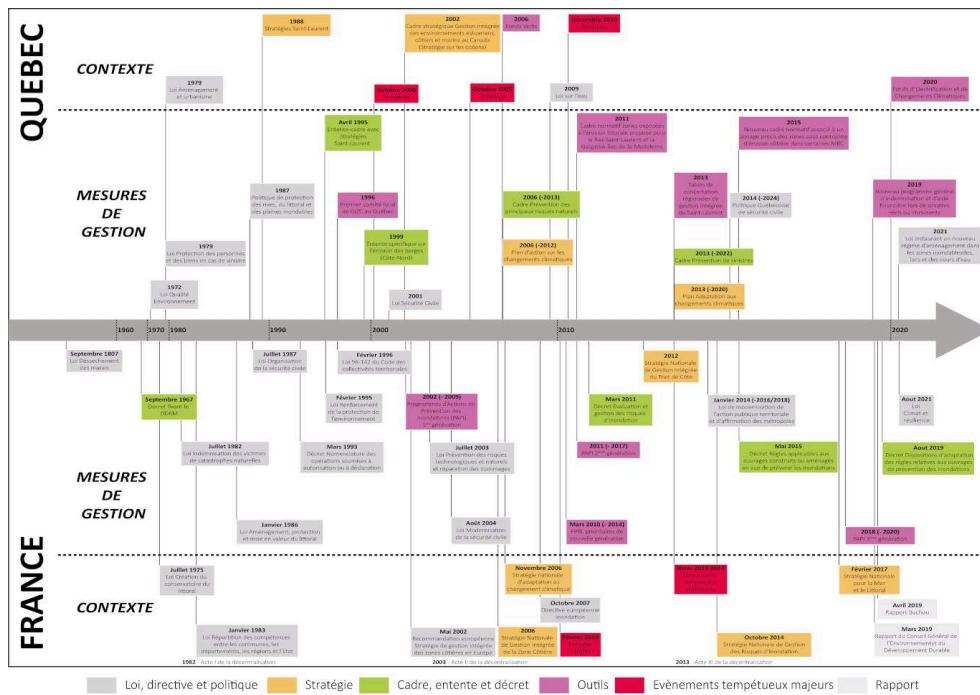 QUEBEC
CONTEXTE
1988
Stratégies Saint-Laurent
2002
Cadre stratégique Gestion intégrée
des environnements estuariens,
côtiers et marins au Canada
(Stratégie sur les océans)
2006
Fonds Verts
Décembre 2010
1979
Loi Aménagement
et urbanisme
Octobre 2000
Octobre 2005
2009
Loi sur l'eau
2020
Fonds d'Electrification et de
Changements Climatiques
MESURES
DE
GESTION
Avril 1995
Entente-cadre avec
Stratégies
Saint-Laurent
2011
Cadre normatif zones exposées
à l'érosion littorale proposé pour
le Bas-Saint-Laurent et la
Gaspésie-Îles de la Madeleine
2015
Nouveau cadre normatif associé à un
zonage précis des zones sous contrainte
d'érosion côtière dans certaines MRC
1987
Politique de protection
des rives, du littoral et
des plaines inondables
1996
Premier comité local
de GIZC au Québec
2006 (-2013)
Cadre Prévention des
principaux risques naturels
2013
Tables de
concertation
régionales de
gestion intégrée
du Saint-Laurent
2014 (-2024)
Politique Québécoise
de sécurité civile
2019
Nouveau programme général
d'indemnisation et d'aide
financière lors de sinistres
réels ou imminents
1979
Loi Protection des personnes
et des biens en cas de sinistre
1999
Entente spécifique sur
l'érosion des berges
(Côte-Nord)
2006 (-2012)
Plan d'action sur les
changements climatiques
2013 (-2022)
Cadre Prévention de sinistres
2021
Loi instaurant un nouveau
régime d'aménagement dans
les zones inondables des
lacs et des cours d'eau
1972
Loi Qualité
Environnement
2001
Loi Sécurité Civile
2013 (-2020)
Plan Adaptation aux
changements climatiques
1960
1970
1980
1990
2000
2010
2020
FRANCE
MESURES
DE
GESTION
Septembre 1807
Loi Dessèchement
des marais
Juillet 1987
Loi Organisation
de la sécurité civile
Février 1996
Loi 96-142 du Code des
collectivités territoriales
2012
Stratégie Nationale
de Gestion Intégrée
du Trait de Côte
Septembre 1967
Décret fixant le
DDRM
Février 1995
Loi Renforcement
de la protection de
l'environnement
2002 (- 2009)
Programmes d'Actions de
Prévention des
Inondations (PAPI)
1ère génération
Mars 2011
Décret Évaluation et
gestion des risques
d'inondation
Janvier 2014 (-2016/2018)
Loi de modernisation de
l'action publique territoriale
et d'affirmation des métropoles
Aout 2021
Loi
Climat et
résilience
Juillet 1982
Loi Indemnisation des victimes
de catastrophes naturelles
Mars 1993
Décret Nomenclature des
opérations soumises à
autorisation ou à déclaration
Juillet 2003
Loi Prévention des risques
technologiques et naturels
et réparation des dommages
2011 (- 2017)
PAPI 2ème génération
Mai 2015
Décret Règles applicables aux
ouvrages construits ou aménagés
en vue de prévenir les inondations
Aout 2019
Décret Dispositions d'adaptation
des règles relatives aux ouvrages
de prévention des inondations
Janvier 1986
Loi Aménagement, protection
et mise en valeur du littoral
Août 2004
Loi Modernisation
de la sécurité civile
Mars 2010 (- 2014)
nouvelle génération
2018 (- 2020)
PAPI 3ème génération
CONTEXTE
Juillet 1975
Loi Création du
conservatoire du
littoral
Novembre 2006
Stratégie nationale
d'adaptation au
changement climatique
2013-2014
Février 2017
Stratégie Nationale
pour la Mer
et le Littoral
Octobre 2007
Directive européenne
Inondation
Avril 2019
Rapport Buchou
Janvier 1983
Loi Répartition des compétences
entre les communes, les
départements, les régions et l'Etat
Mai 2002
Recommandation européenne
Stratégie de gestion intégrée
des zones côtières en Europe
2006
Stratégie Nationale
de Gestion Intégrée
de la Zone Côtière
Février 2010
Octobre 2014
Stratégie Nationale de Gestion
des Risques d'Inondation
Mars 2019
Rapport du Conseil Général de
l'Environnement et du
Développement Durable
1982 - Acte I de la décentralisation
2003 - Acte II de la décentralisation
2013 - Acte III de la décentralisation
Loi, directive et politique
Stratégie
Cadre, entente et décret
Outils
Evènements tempétueux majeurs
Rapport